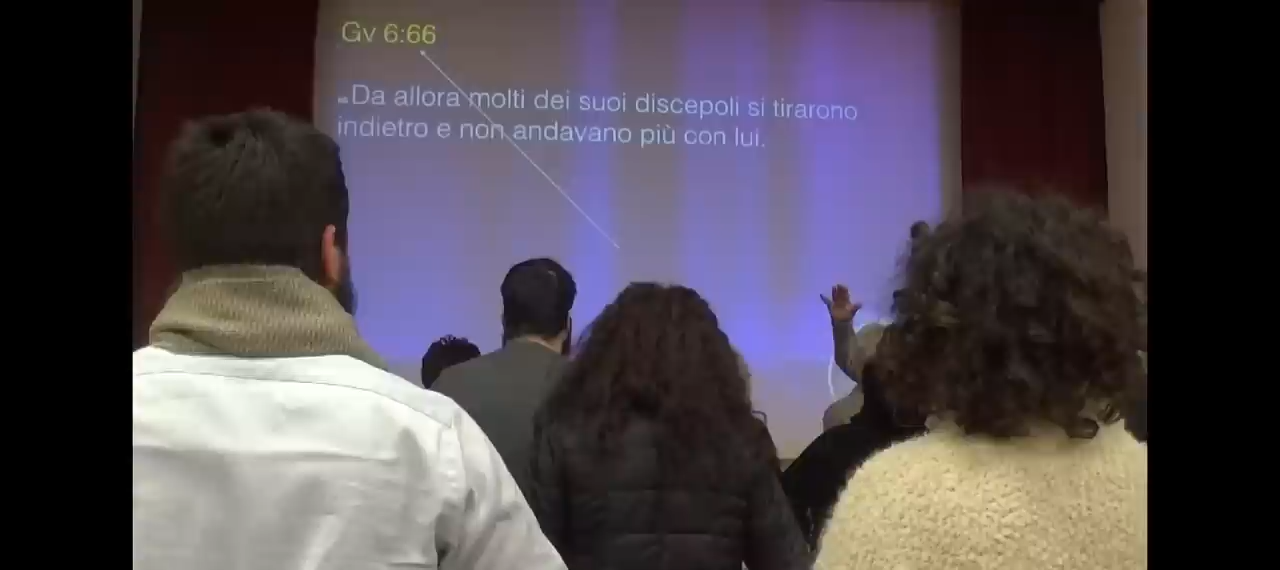 Gv 6:66
Da allora molti dei suoi discepoli si tirarono
indietro e non andavano più con lui.